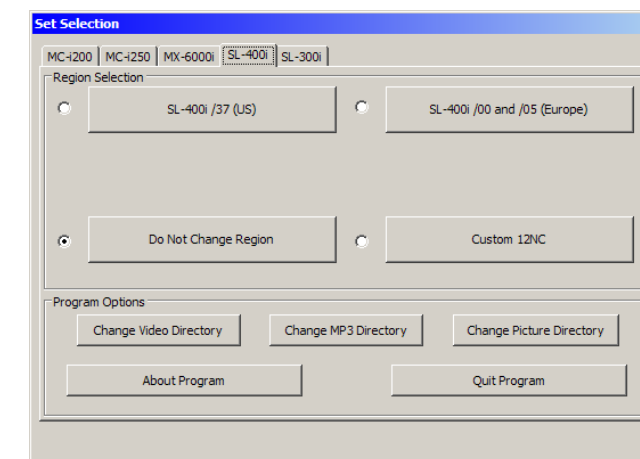 Set Selection
MC-i200 MC-i250 MX-6000i SL-400i SL-300i
Region Selection
SL-400i /37 (US) SL-400i /00 and /05 (Europe)
Do Not Change Region Custom 12NC
Program Options
Change Video Directory Change MP3 Directory Change Picture Directory
About Program Quit Program